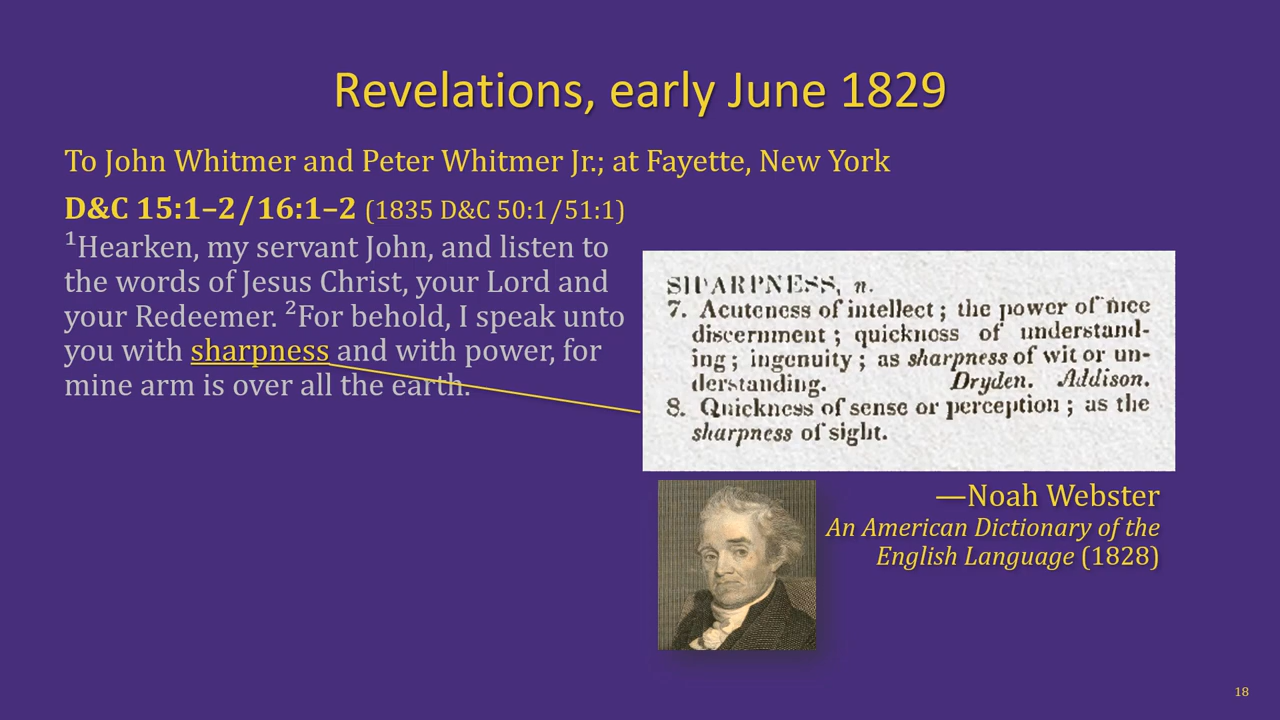 Revelations, early June 1829
To John Whitmer and Peter Whitmer Jr.; at Fayette, New York
D&C 15:1–2/16:1–2 (1835 D&C 50:1/51:1)
¹Hearken, my servant John, and listen to
the words of Jesus Christ, your Lord and
your Redeemer. ²For behold, I speak unto
you with sharpness and with power, for
mine arm is over all the earth.
SHARPNESS, n.
7. Acuteness of intellect; the power of nice
discernment; quickness of understand-
ing; ingenuity; as sharpness of wit or un-
derstanding. Dryden. Addison.
8. Quickness of sense or perception; as the
sharpness of sight.
—Noah Webster
An American Dictionary of the
English Language (1828)
18